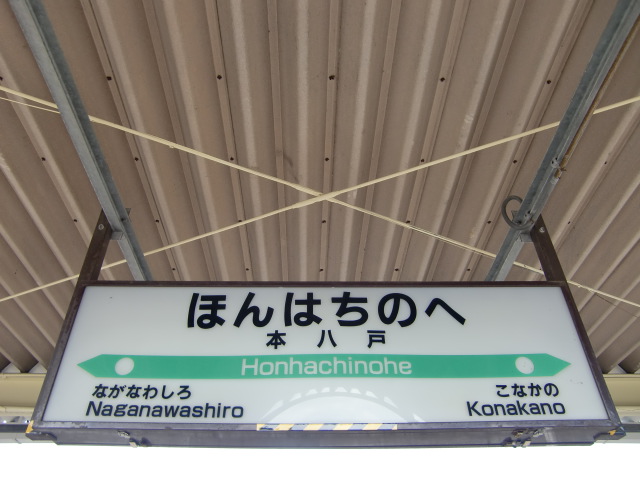 ほんはちのへ
本八戸
Honhachinohe
ながなわしろ
Naganawashiro
こなかの
Konakano